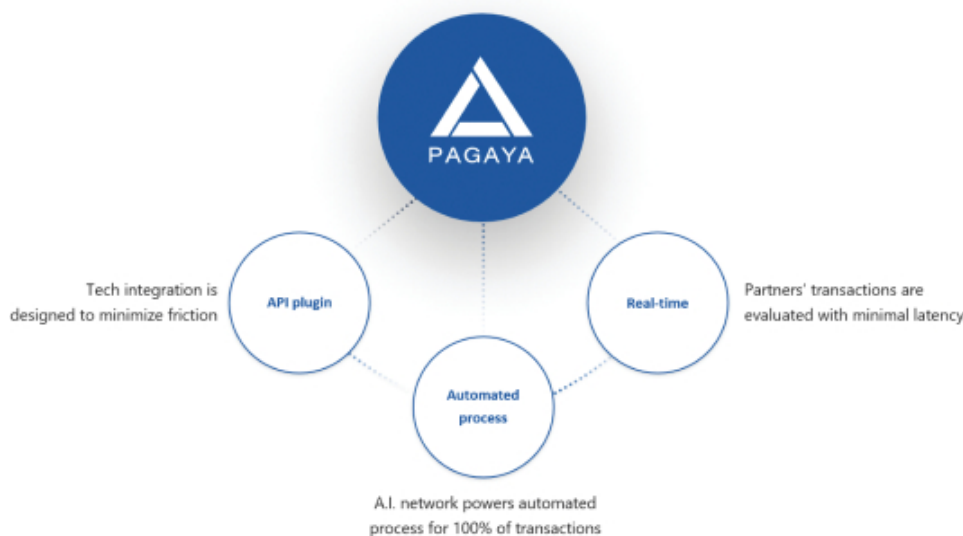 PAGAYA
Tech integration is
designed to minimize friction
API plugin
Real-time
Partners' transactions are
evaluated with minimal latency
Automated
process
A.I. network powers automated
process for 100% of transactions